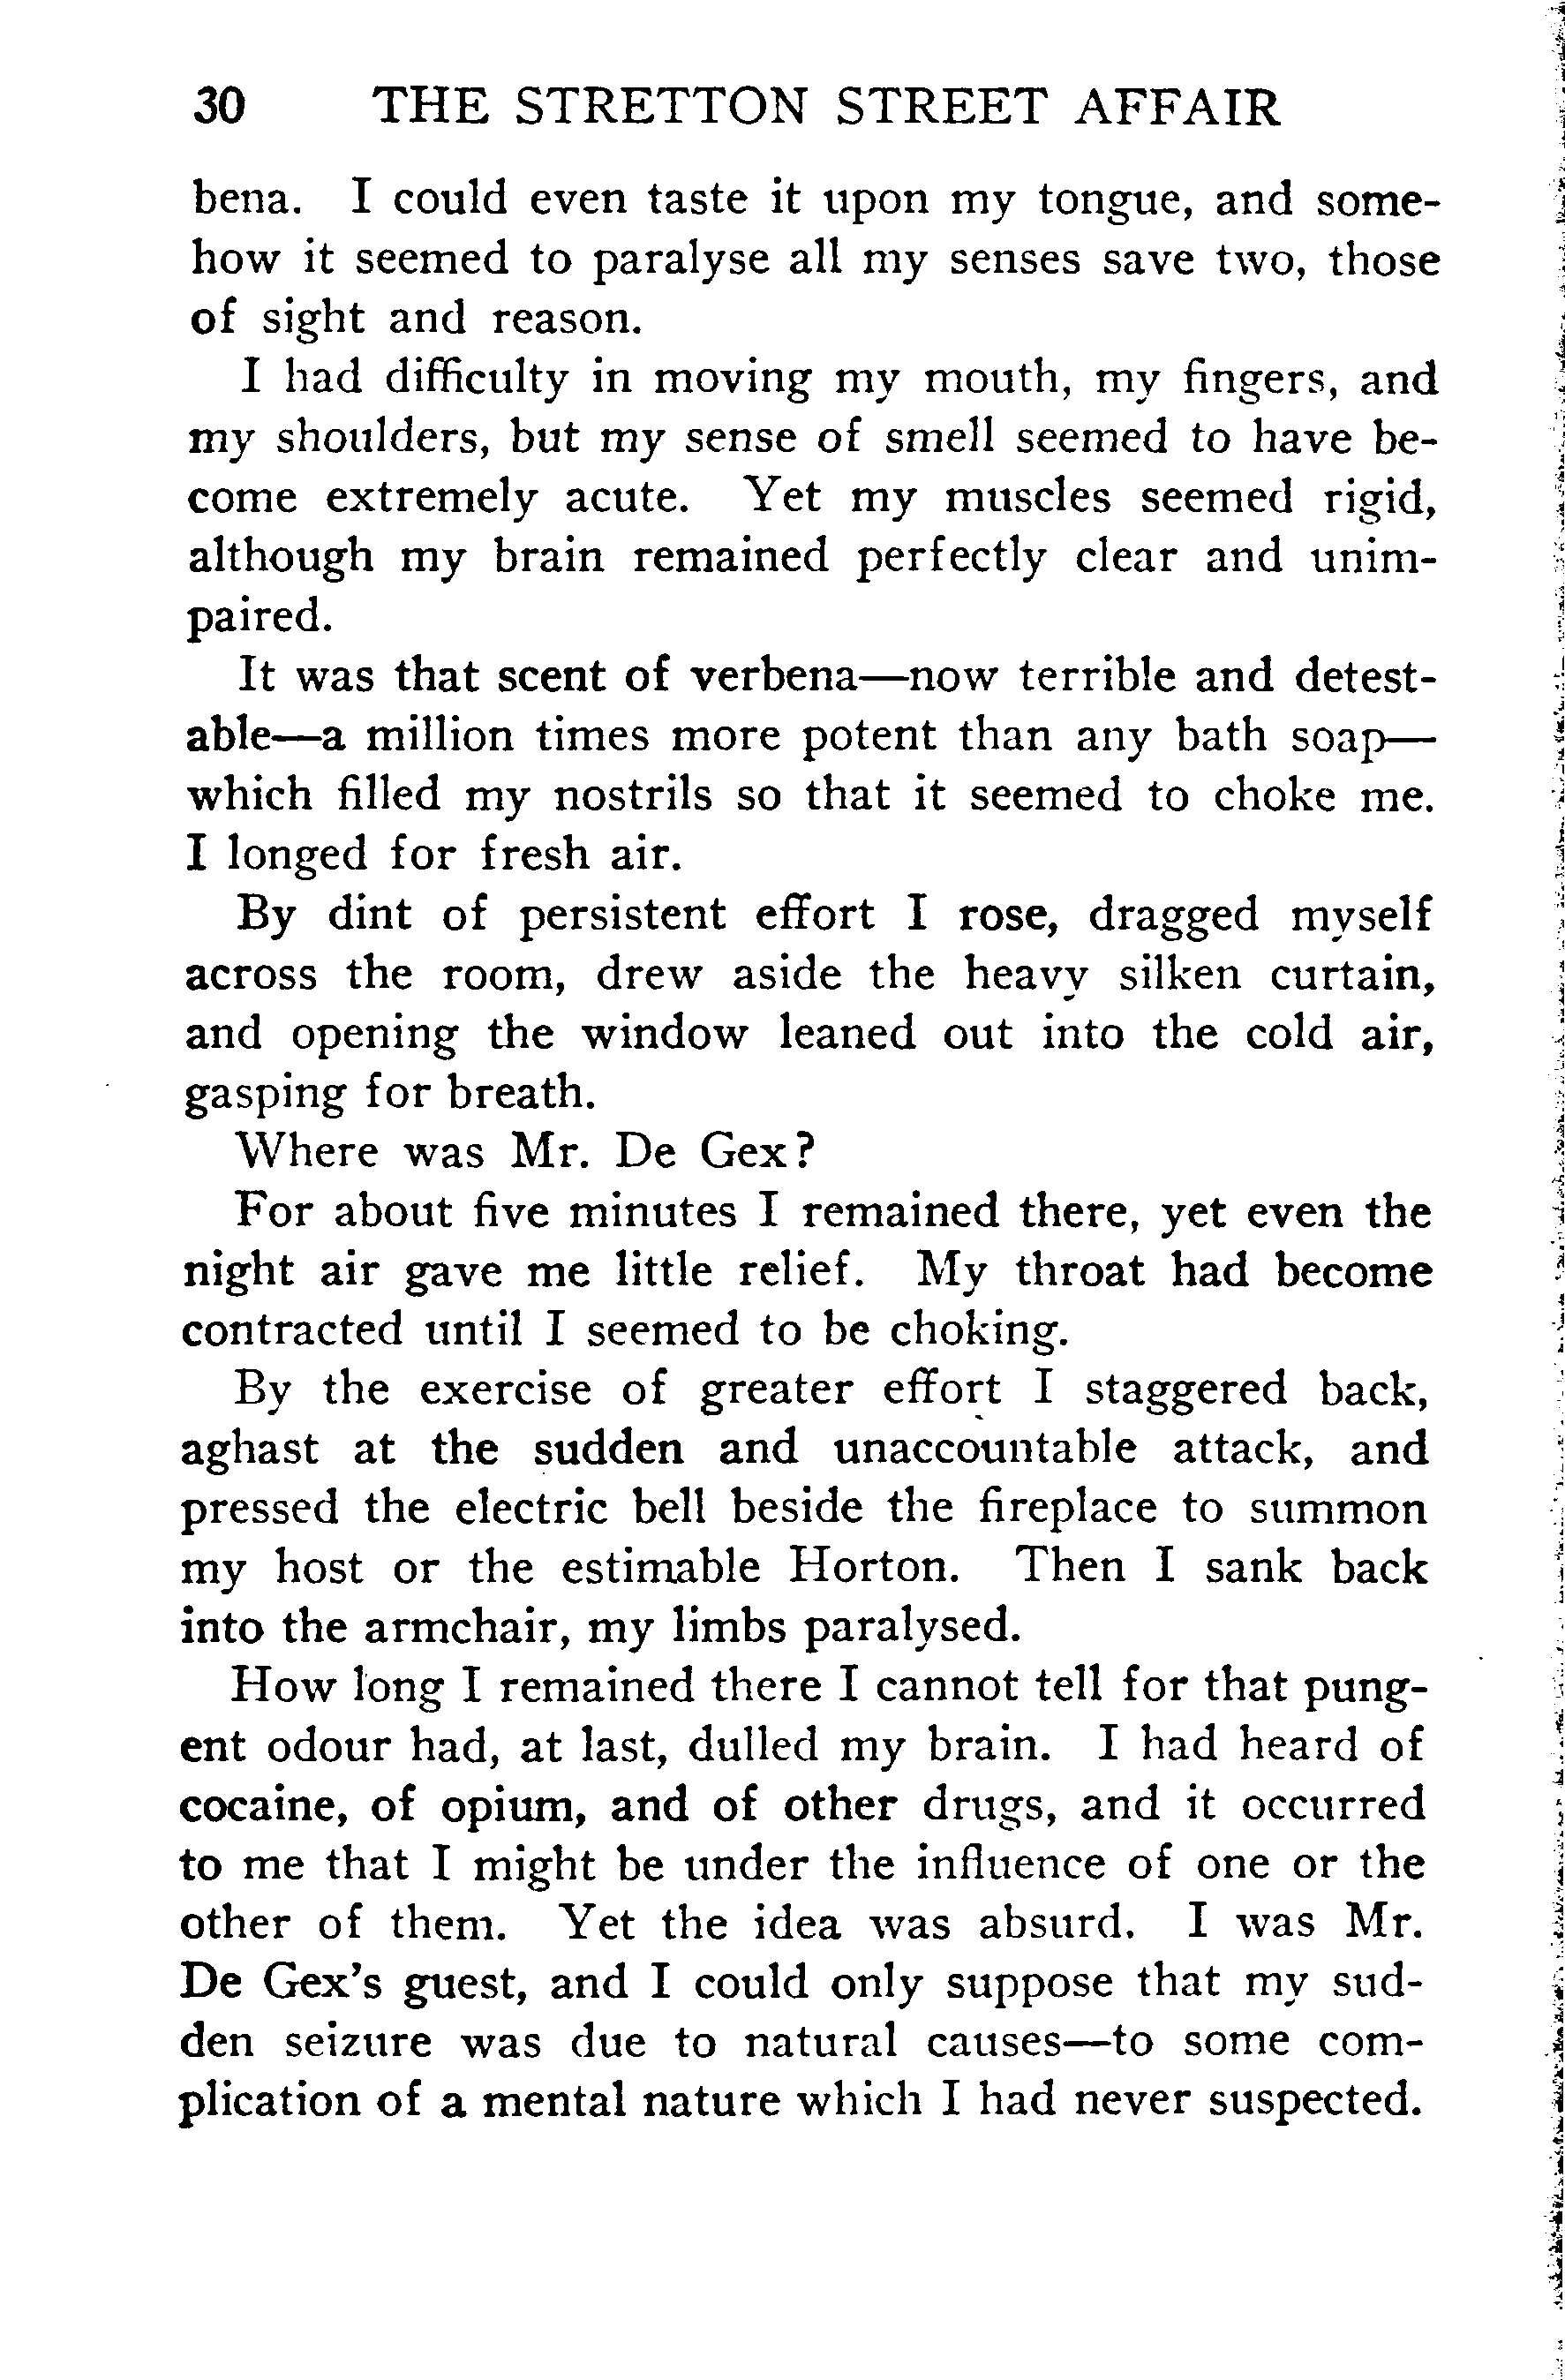 30 THE STRETTON STREET AFFAIR
bena. I could even taste it upon my tongue, and some-
how it seemed to paralyse all my senses save two, those
of sight and reason.
I had difficulty in moving my mouth, my fingers, and
my shoulders, but my sense of smell seemed to have be-
come extremely acute. Yet my muscles seemed rigid,
although my brain remained perfectly clear and unim-
paired.
It was that scent of verbena—now terrible and detest-
able—a million times more potent than any bath soap—
which filled my nostrils so that it seemed to choke me.
I longed for fresh air.
By dint of persistent effort I rose, dragged myself
across the room, drew aside the heavy silken curtain,
and opening the window leaned out into the cold air,
gasping for breath.
Where was Mr. De Gex?
For about five minutes I remained there, yet even the
night air gave me little relief. My throat had become
contracted until I seemed to be choking.
By the exercise of greater effort I staggered back,
aghast at the sudden and unaccountable attack, and
pressed the electric bell beside the fireplace to summon
my host or the estimable Horton. Then I sank back
into the armchair, my limbs paralysed.
How long I remained there I cannot tell for that pung-
ent odour had, at last, dulled my brain. I had heard of
cocaine, of opium, and of other drugs, and it occurred
to me that I might be under the influence of one or the
other of them. Yet the idea was absurd. I was Mr.
De Gex's guest, and I could only suppose that my sud-
den seizure was due to natural causes—to some com-
plication of a mental nature which I had never suspected.